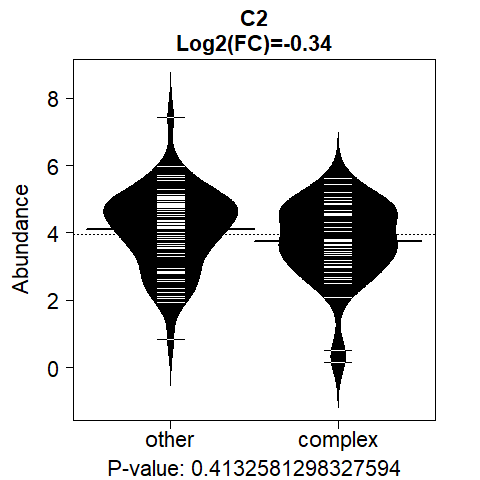 C2
Log2(FC)=-0.34
Abundance
8
6
4
2
0
other complex
P-value: 0.4132581298327594